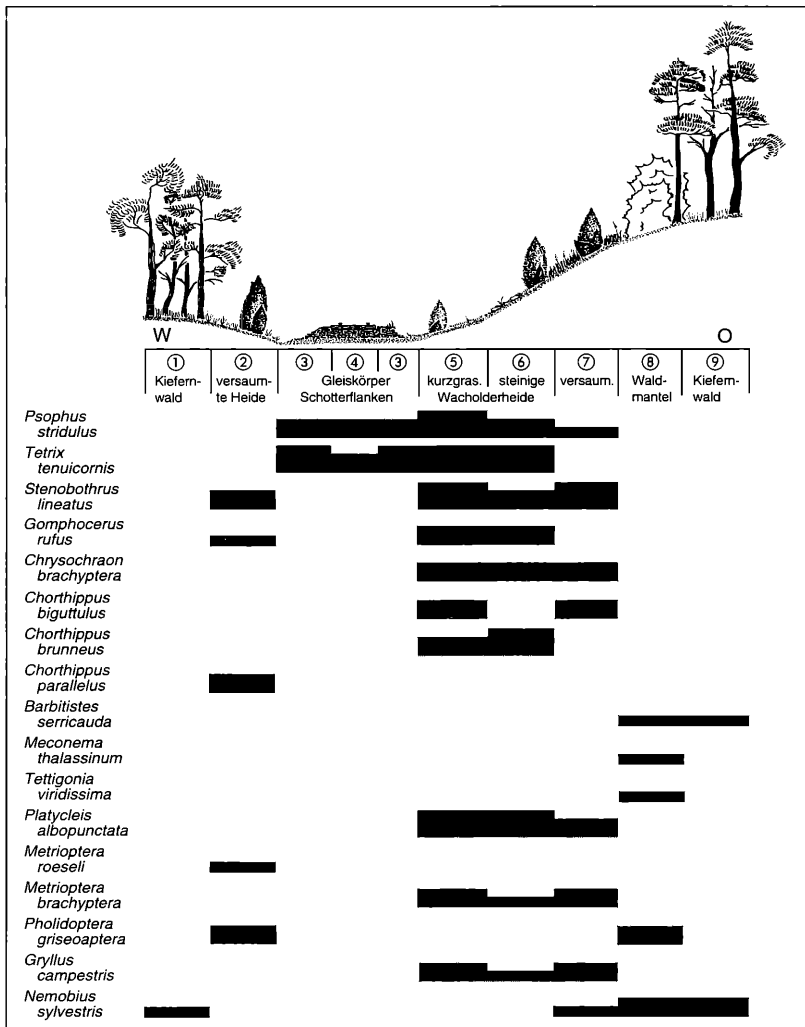 W
O
① ② ③ ④ ③ ⑤ ⑥ ⑦ ⑧ ⑨
Kiefern- versaum- Gleiskörper kurzgras. steinige versaum. Wald- Kiefern-
wald te Heide Schotterflanken Wacholderheide mantel wald
Psophus
stridulus
Tetrix
tenuicornis
Stenobothrus
lineatus
Gomphocerus
rufus
Chrysochraon
brachyptera
Chorthippus
biguttulus
Chorthippus
brunneus
Chorthippus
parallelus
Barbitistes
serricauda
Meconema
thalassinum
Tettigonia
viridissima
Platycleis
albopunctata
Metrioptera
roeseli
Metrioptera
brachyptera
Pholidoptera
griseoaptera
Gryllus
campestris
Nemobius
sylvestris